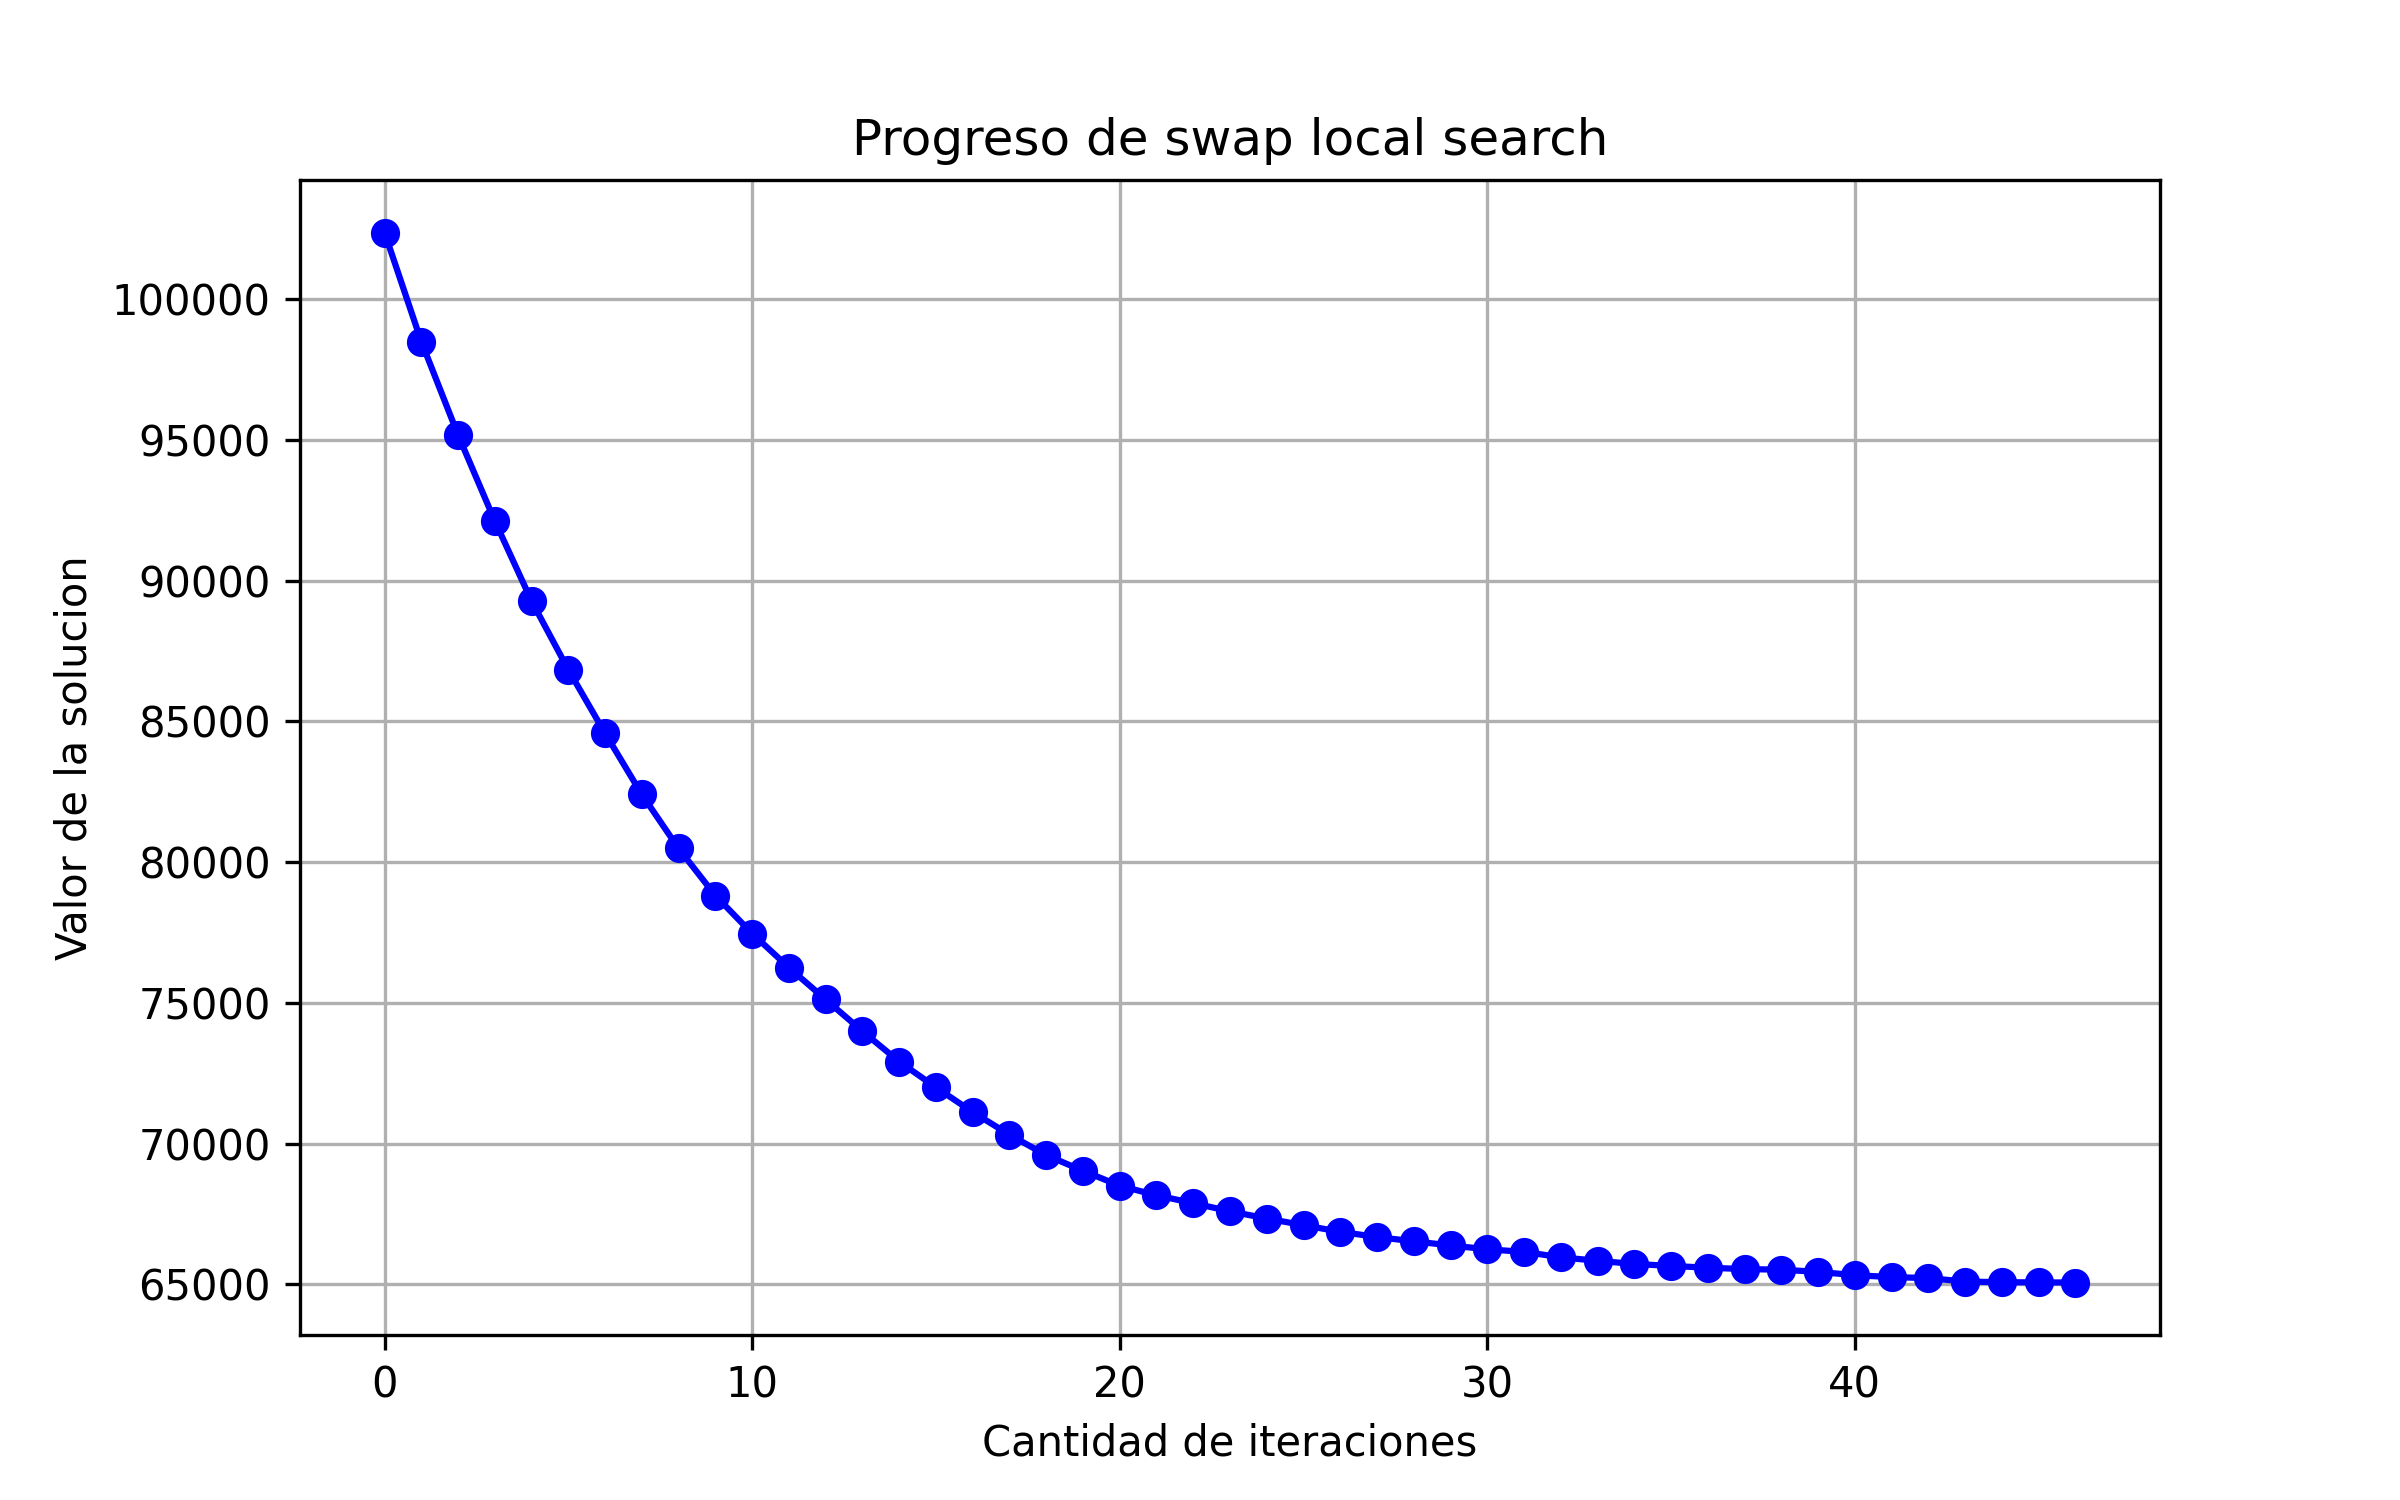 Progreso de swap local search
Valor de la solucion
100000
95000
90000
85000
80000
75000
70000
65000
0 10 20 30 40
Cantidad de iteraciones